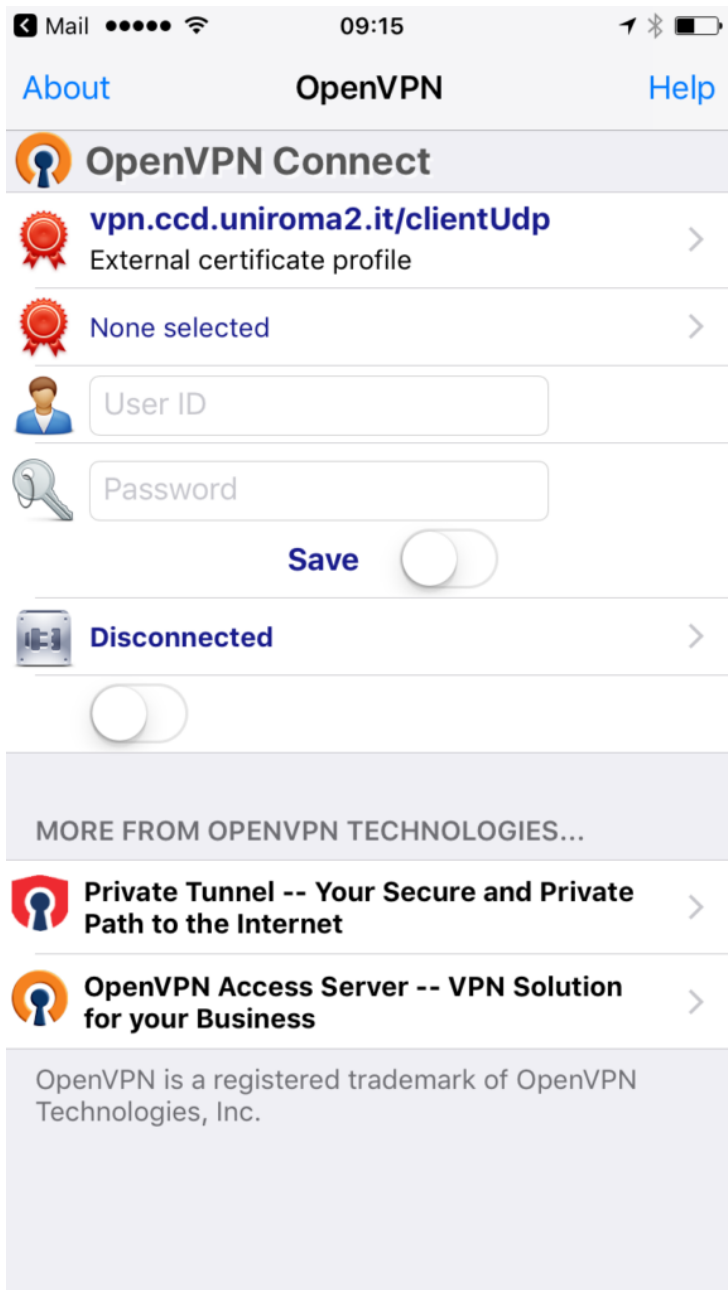 Mail 09:15
About OpenVPN Help
OpenVPN Connect
vpn.ccd.uniroma2.it/clientUdp
External certificate profile
None selected
User ID
Password
Save
Disconnected
MORE FROM OPENVPN TECHNOLOGIES...
Private Tunnel -- Your Secure and Private
Path to the Internet
OpenVPN Access Server -- VPN Solution
for your Business
OpenVPN is a registered trademark of OpenVPN
Technologies, Inc.